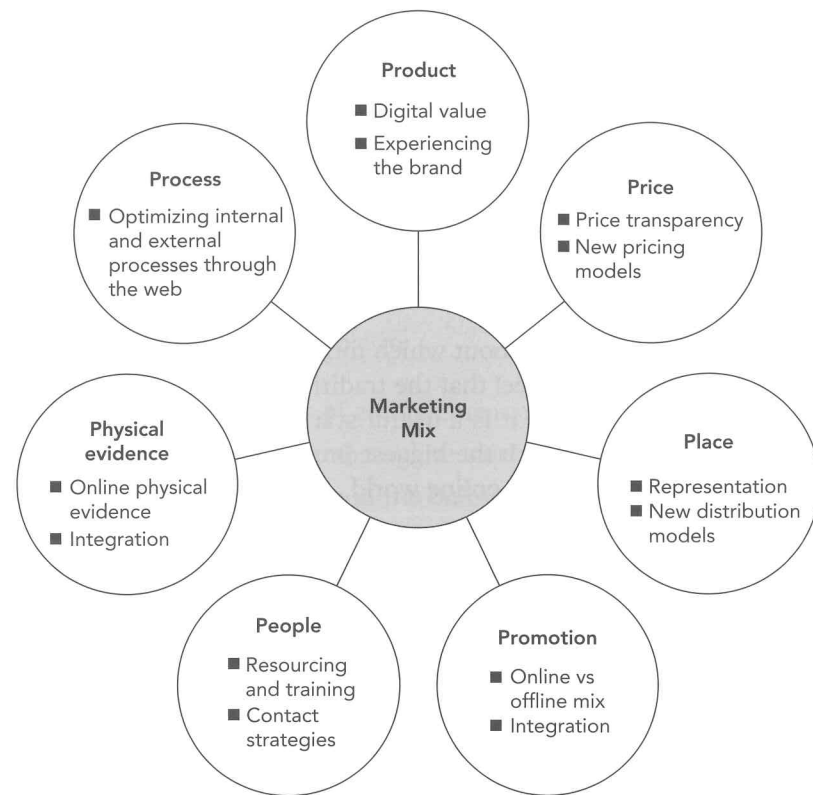 Product
■ Digital value
■ Experiencing
the brand
Price
■ Price transparency
■ New pricing
models
Place
■ Representation
■ New distribution
models
Promotion
■ Online vs
offline mix
■ Integration
People
■ Resourcing
and training
■ Contact
strategies
Physical
evidence
■ Online physical
evidence
■ Integration
Process
■ Optimizing internal
and external
processes through
the web
Marketing
Mix